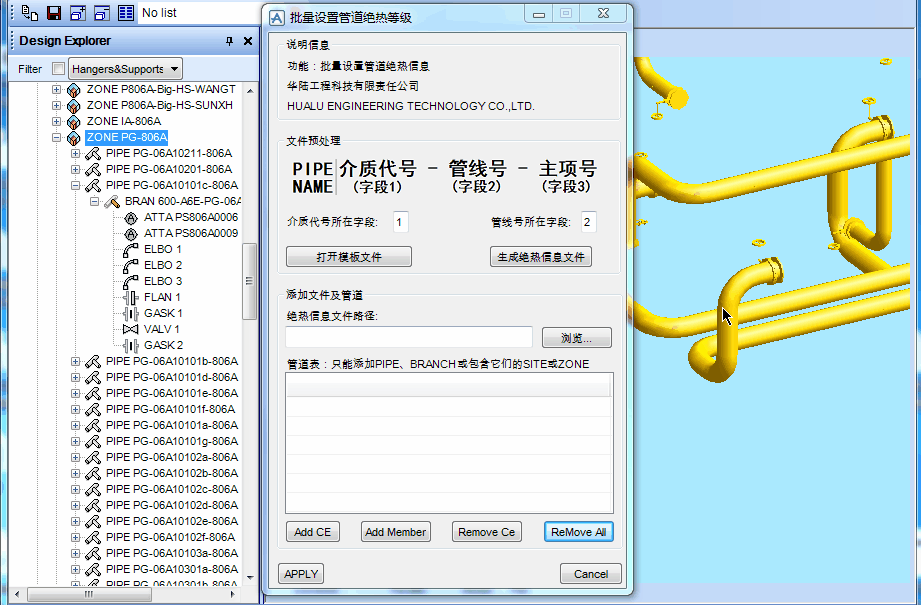 No list
Design Explorer
Filter
Hangers&Supports
ZONE P806A-Big-HS-WANGT
ZONE P806A-Big-HS-SUNXH
ZONE IA-806A
ZONE PG-806A
PIPE PG-06A10211-806A
PIPE PG-06A10201-806A
PIPE PG-06A10101c-806A
BRAN 600-A6E-PG-06A
ATTA PS806A0006
ATTA PS806A0009
ELBO 1
ELBO 2
ELBO 3
FLAN 1
GASK 1
VALV 1
GASK 2
PIPE PG-06A10101b-806A
PIPE PG-06A10101d-806A
PIPE PG-06A10101e-806A
PIPE PG-06A10101f-806A
PIPE PG-06A10101a-806A
PIPE PG-06A10101g-806A
PIPE PG-06A10102a-806A
PIPE PG-06A10102b-806A
PIPE PG-06A10102c-806A
PIPE PG-06A10102d-806A
PIPE PG-06A10102e-806A
PIPE PG-06A10102f-806A
PIPE PG-06A10103a-806A
PIPE PG-06A10301a-806A
PIPE PG-06A10301b-806A
批量设置管道绝热等级
说明信息
功能：批量设置管道绝热信息
华陆工程科技有限责任公司
HUALU ENGINEERING TECHNOLOGY CO.,LTD.
文件预处理
PIPE NAME 介质代号 - 管线号 - 主项号
（字段1） （字段2） （字段3）
介质代号所在字段: 1 管线号所在字段: 2
打开模板文件 生成绝热信息文件
添加文件及管道
绝热信息文件路径:
浏览...
管道表：只能添加PIPE、BRANCH或包含它们的SITE或ZONE
Add CE Add Member Remove Ce ReMove All
APPLY Cancel